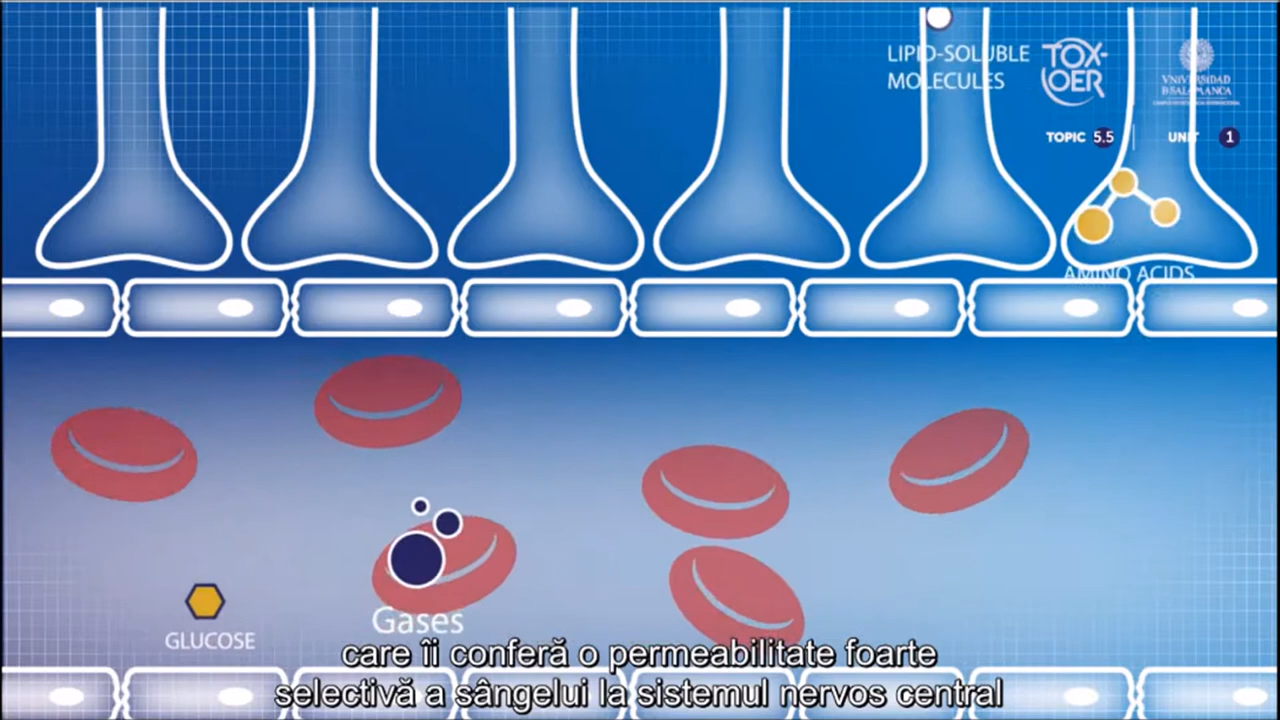 LIPID-SOLUBLE
MOLECULES
TOX-
OER
VNiVERSiDAD
D SALAMANCA
TOPIC 5.5
UNIT 1
AMINO ACIDS
Gases
GLUCOSE
care îi conferă o permeabilitate foarte
selectivă a sângelui la sistemul nervos central